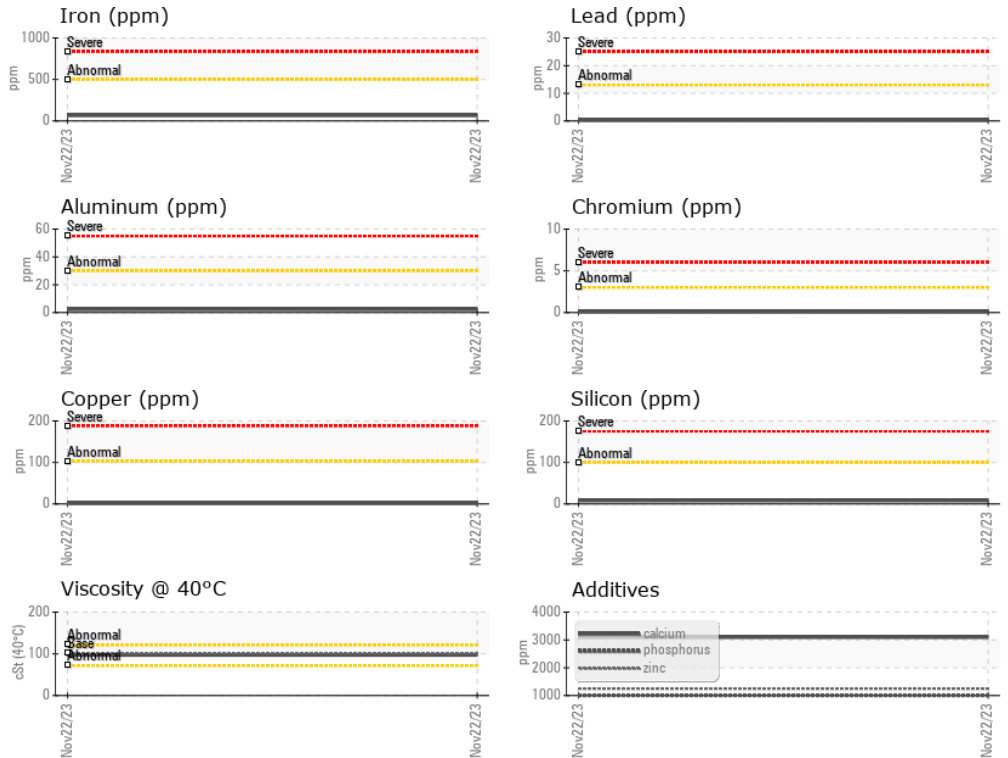 Iron (ppm)
1000
500
0
ppm
Severe
Abnormal
Nov22/23
Nov22/23
Lead (ppm)
30
20
10
0
ppm
Severe
Abnormal
Nov22/23
Nov22/23
Aluminum (ppm)
60
40
20
0
ppm
Severe
Abnormal
Nov22/23
Nov22/23
Chromium (ppm)
10
5
0
ppm
Severe
Abnormal
Nov22/23
Nov22/23
Copper (ppm)
200
100
0
ppm
Severe
Abnormal
Nov22/23
Nov22/23
Silicon (ppm)
200
100
0
ppm
Severe
Abnormal
Nov22/23
Nov22/23
Viscosity @ 40°C
200
100
0
cSt (40°C)
Abnormal
Base
Abnormal
Nov22/23
Nov22/23
Additives
4000
3000
2000
1000
ppm
calcium
phosphorus
zinc
Nov22/23
Nov22/23